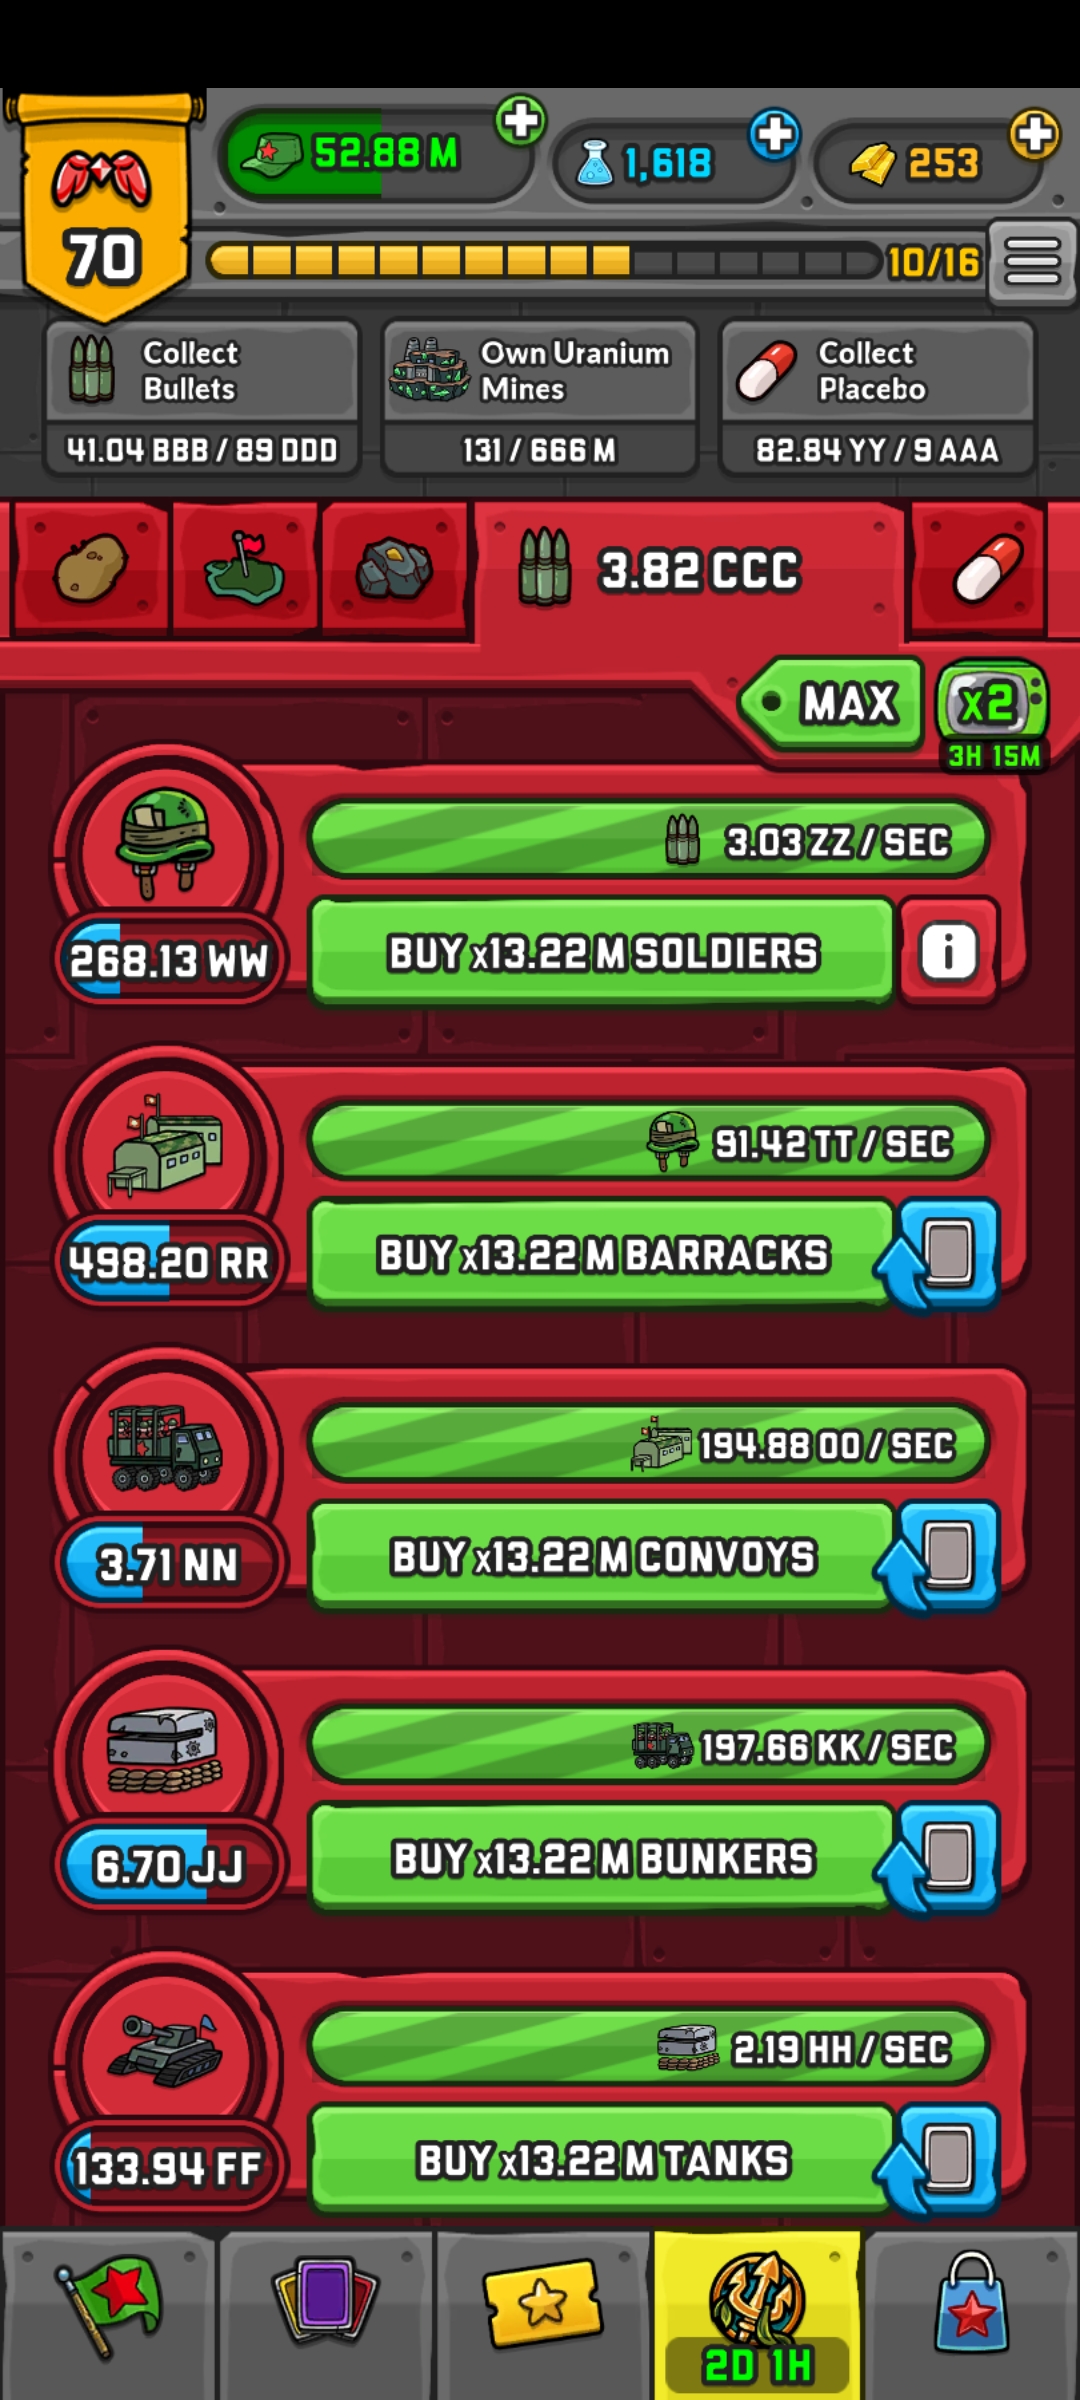 70
52.88 M
1,618
253
10/16
Collect
Bullets
41.04 BBB / 89 DDD
Own Uranium
Mines
131 / 666 M
Collect
Placebo
82.84 YY / 9 AAA
3.82 CCC
MAX
x2
3H 15M
3.03 ZZ / SEC
268.13 WW
BUY x13.22 M SOLDIERS
i
91.42 TT / SEC
498.20 RR
BUY x13.22 M BARRACKS
194.88 OO / SEC
3.71 NN
BUY x13.22 M CONVOYS
197.66 KK / SEC
6.70 JJ
BUY x13.22 M BUNKERS
2.19 HH / SEC
133.94 FF
BUY x13.22 M TANKS
2D 1H